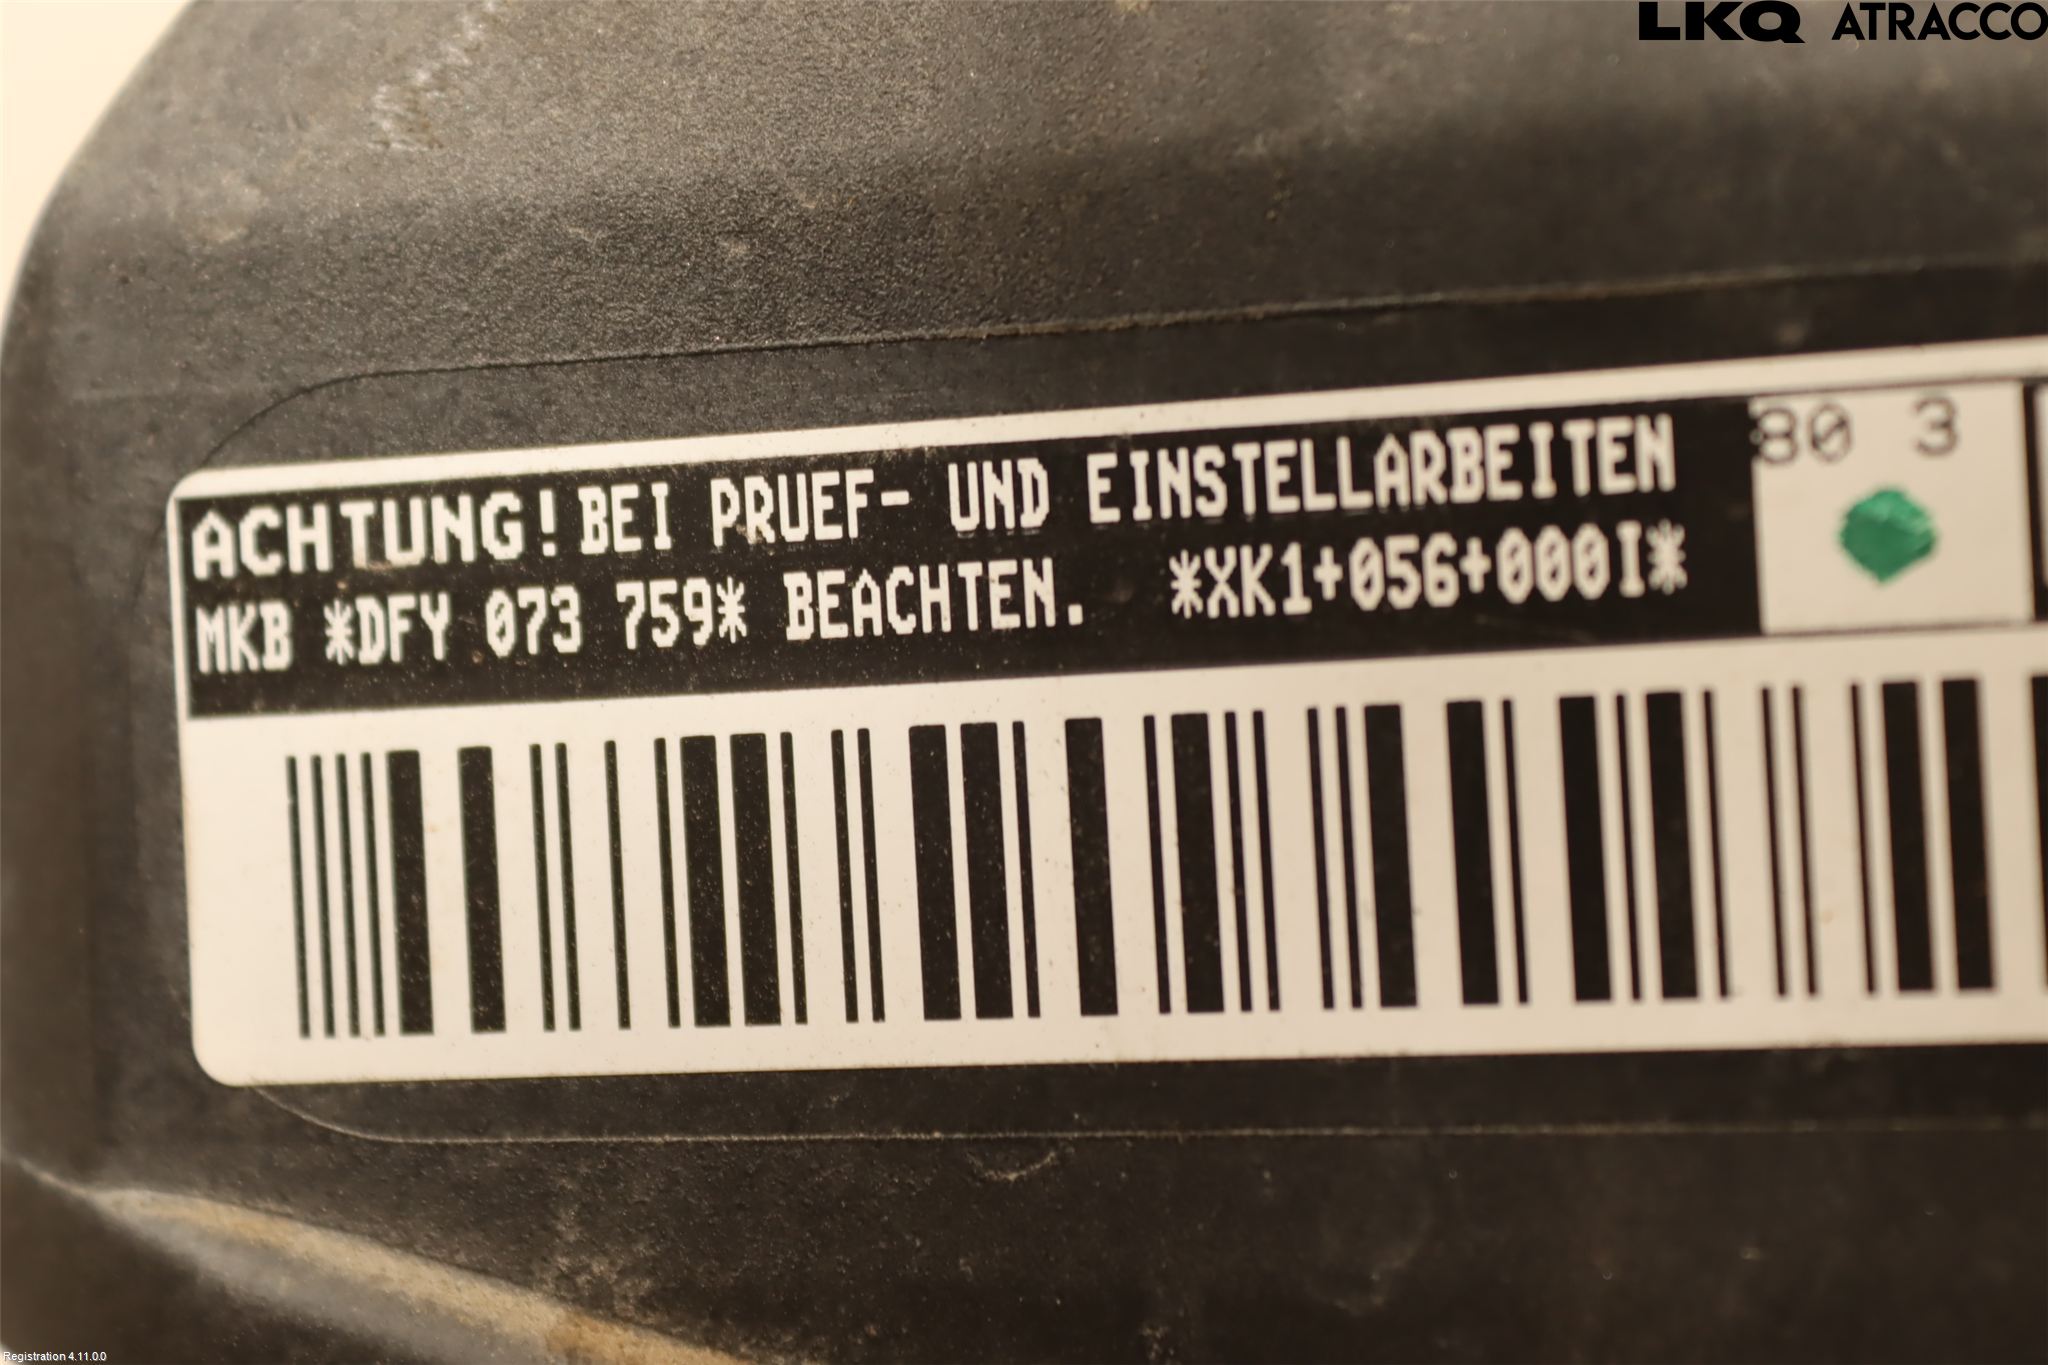 LKQ ATRACCO
80 3
ACHTUNG! BEI PRUEF- UND EINSTELLARBEITEN
MKB *DFY 073 759* BEACHTEN. *XK1+056+000I*
Registration 4.11.0.0